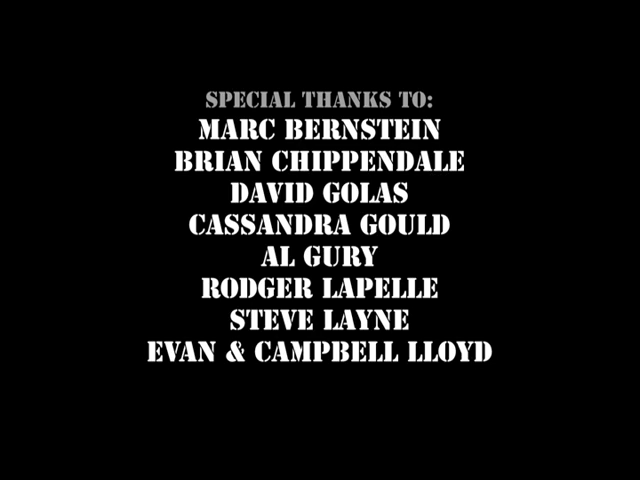 SPECIAL THANKS TO:
MARC BERNSTEIN
BRIAN CHIPPENDALE
DAVID GOLAS
CASSANDRA GOULD
AL GURY
RODGER LAPELLE
STEVE LAYNE
EVAN & CAMPBELL LLOYD